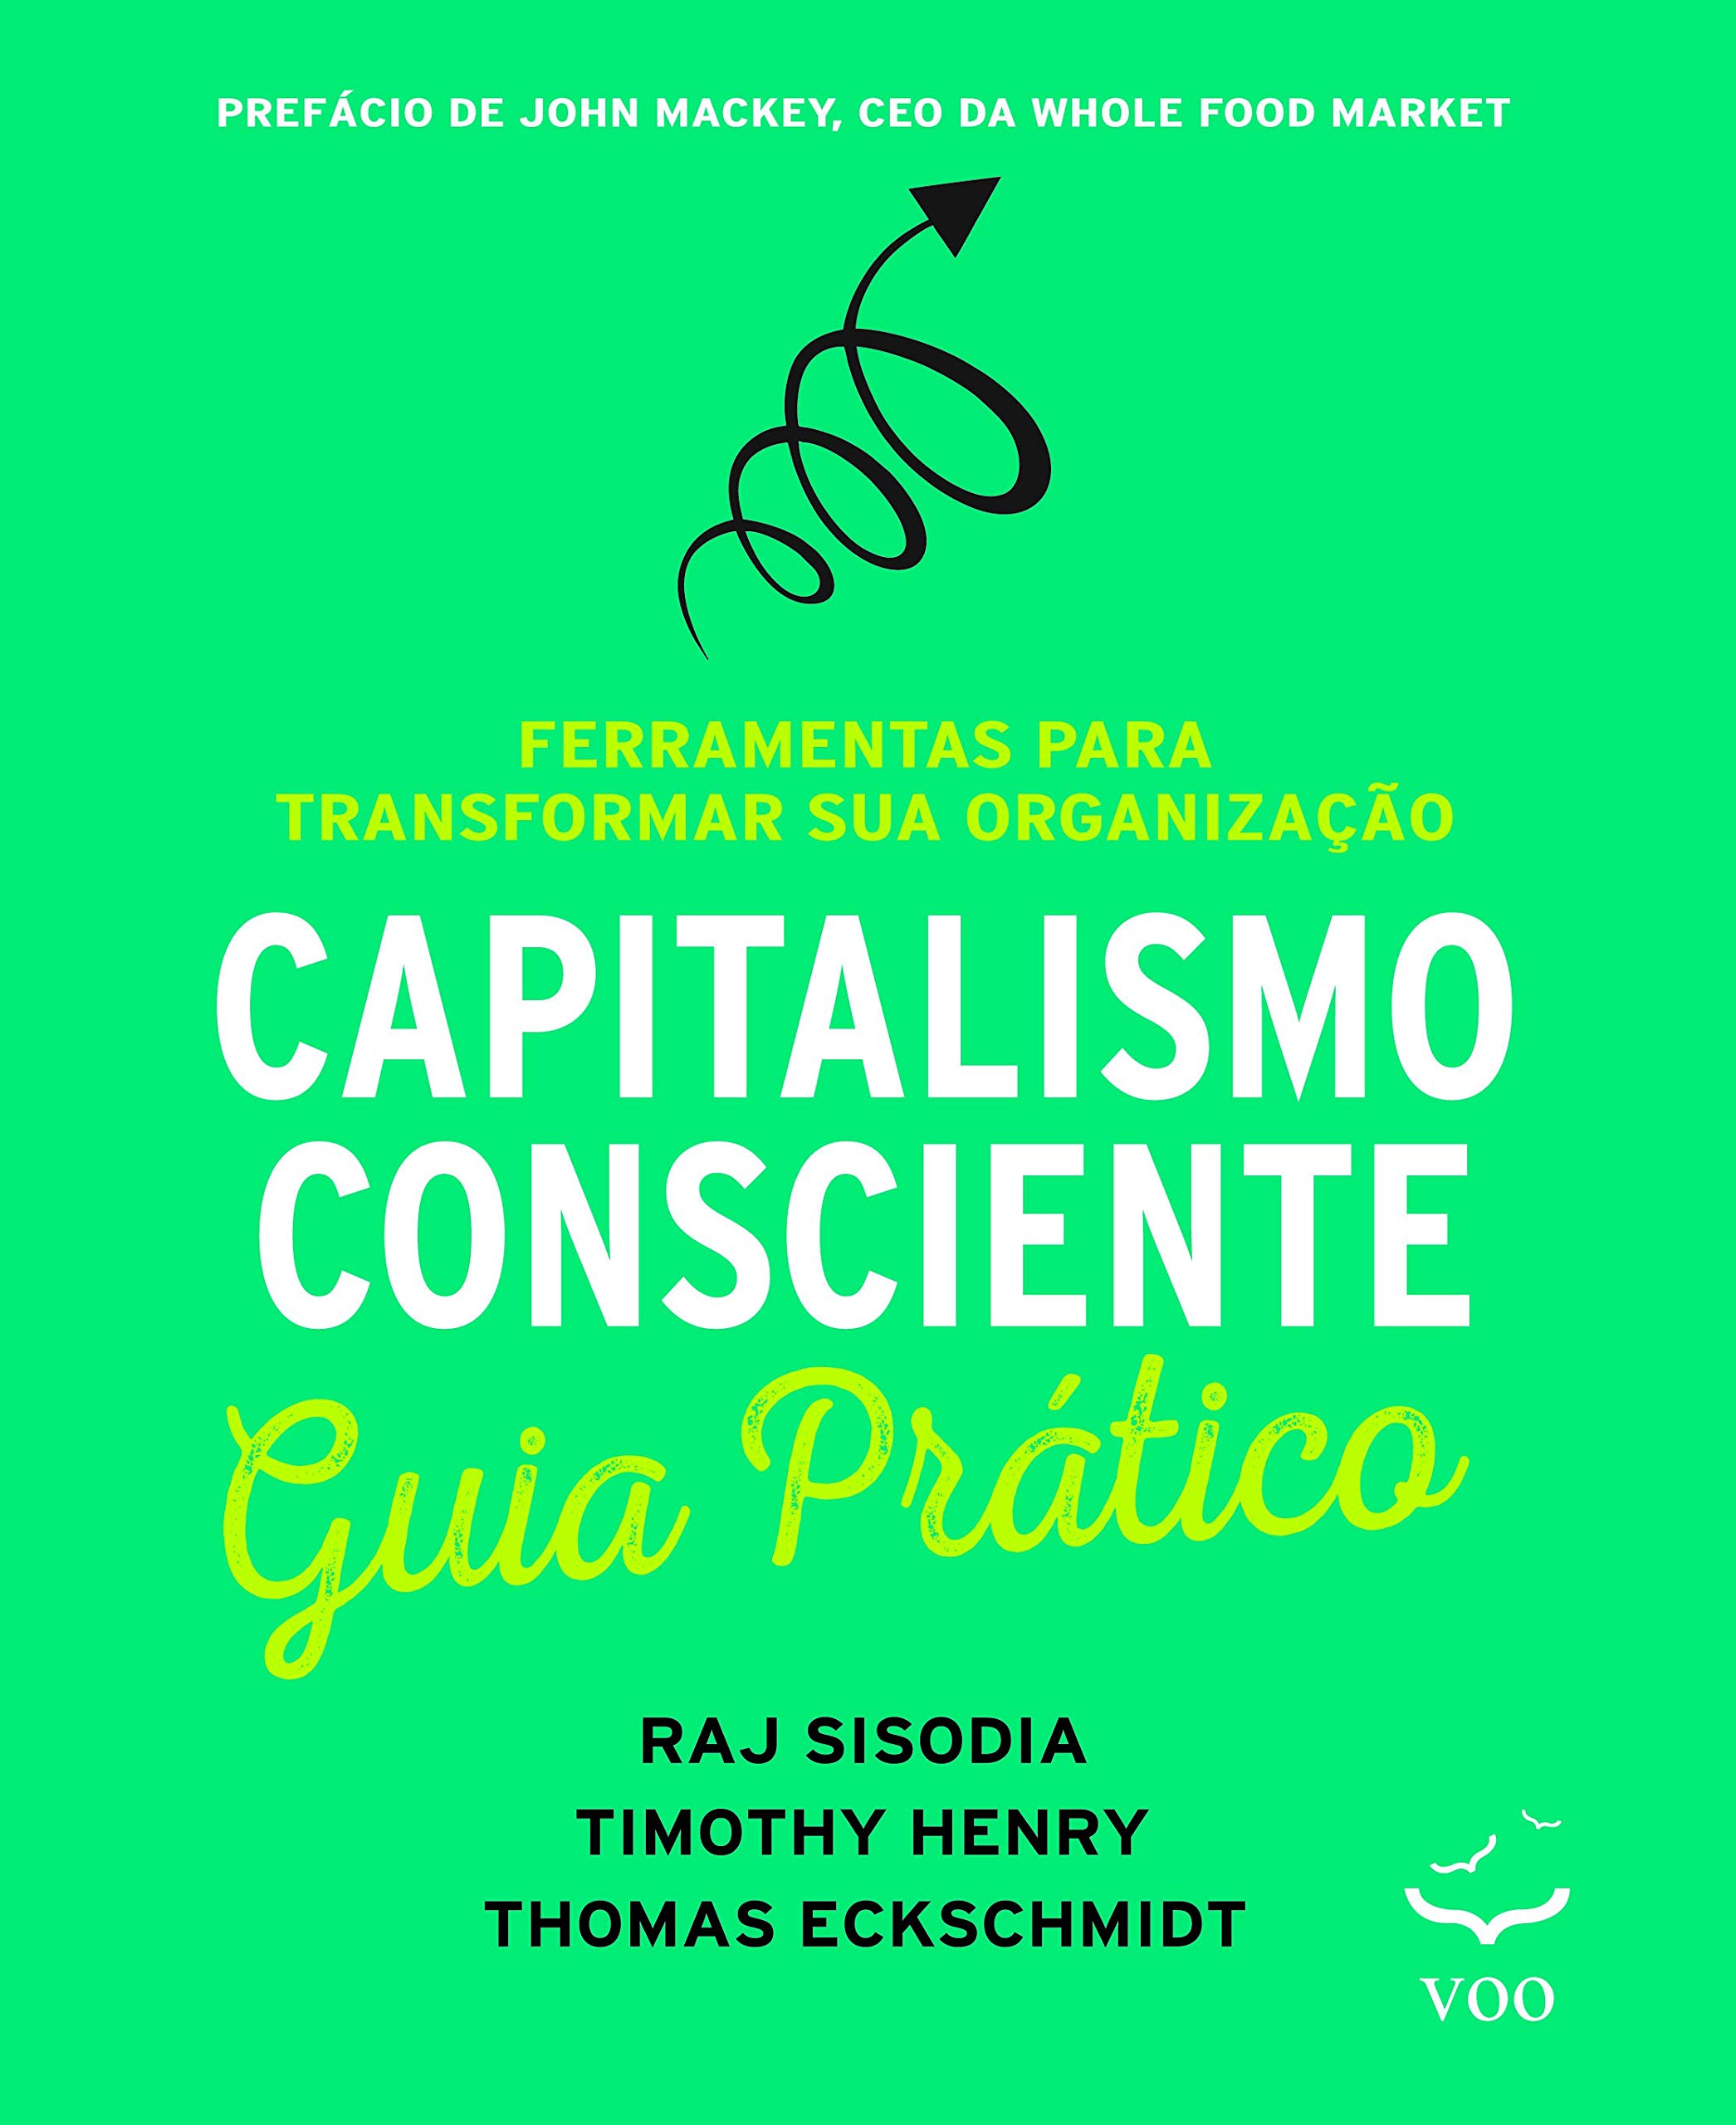 PREFÁCIO DE JOHN MACKEY, CEO DA WHOLE FOOD MARKET
FERRAMENTAS PARA
TRANSFORMAR SUA ORGANIZAÇÃO
CAPITALISMO
CONSCIENTE
Guia Prático
RAJ SISODIA
TIMOTHY HENRY
THOMAS ECKSCHMIDT
VOO